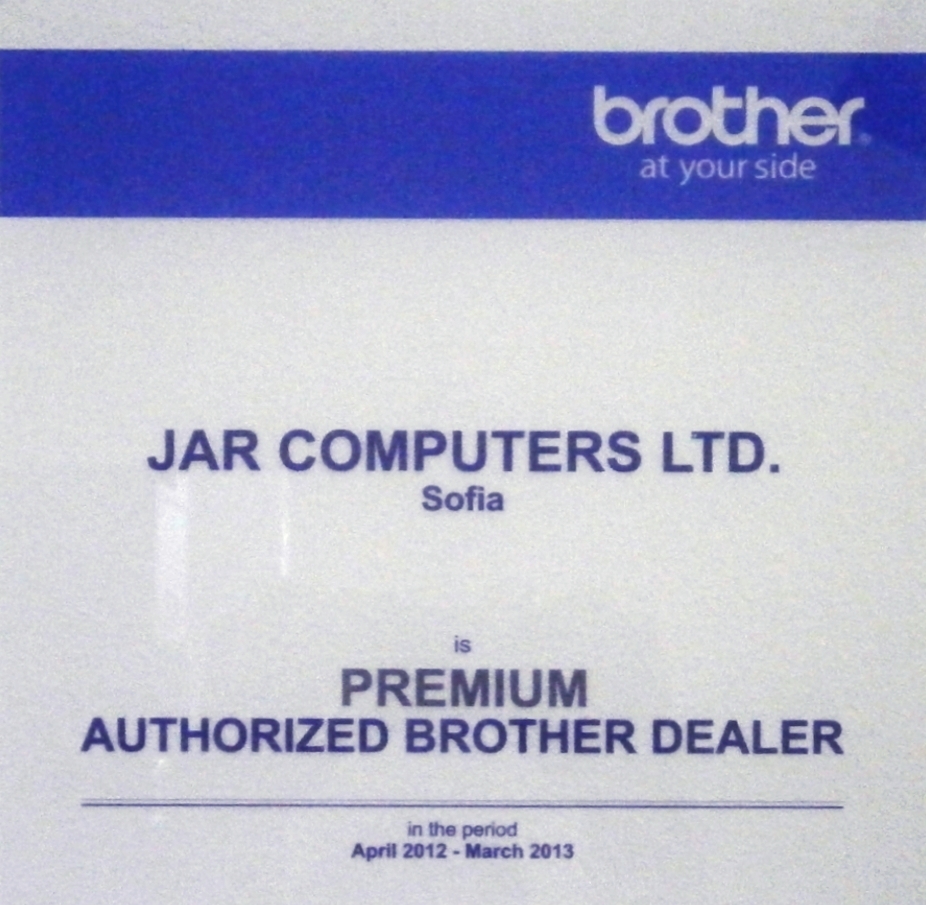 brother
at your side
JAR COMPUTERS LTD.
Sofia
is
PREMIUM
AUTHORIZED BROTHER DEALER
in the period
April 2012 - March 2013